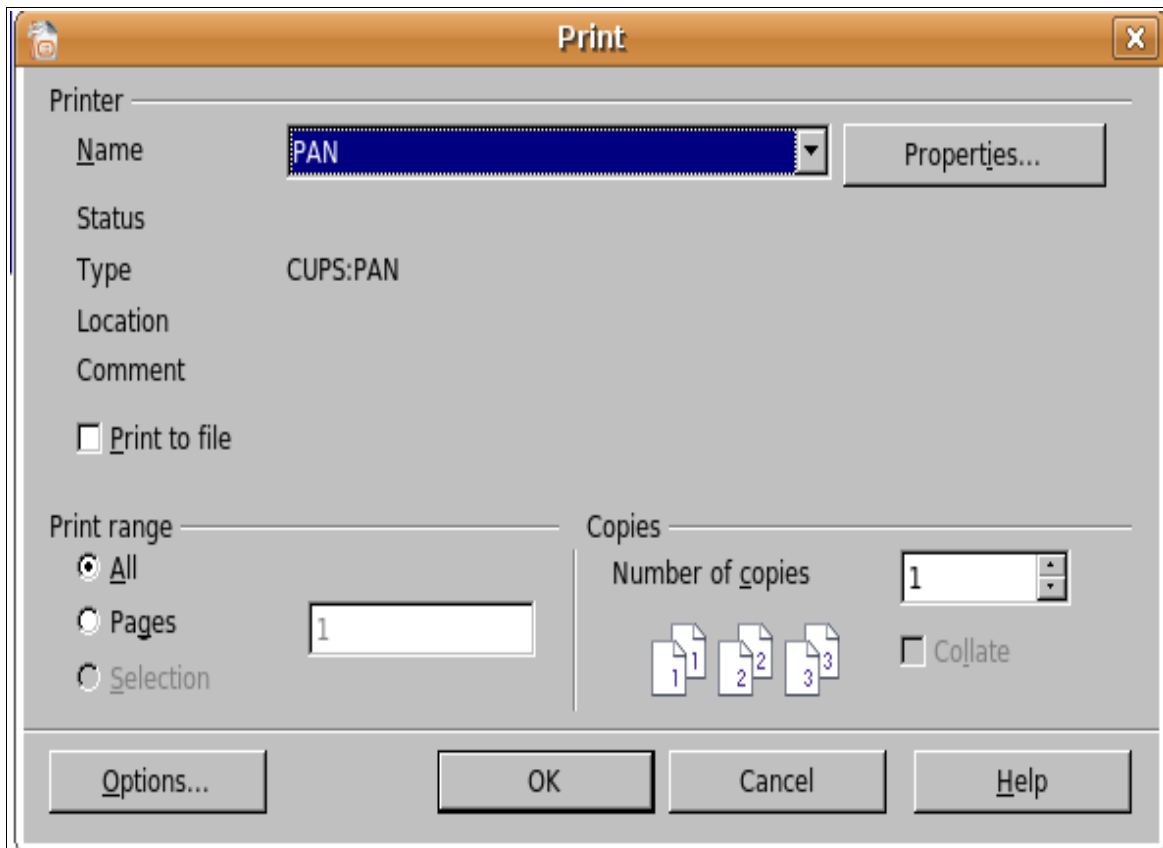 Print
Printer
Name PAN Properties...
Status
Type CUPS:PAN
Location
Comment
Print to file
Print range Copies
All Number of copies 1
Pages 1
1 1 2 2 3 3 Collate
Selection
Options... OK Cancel Help